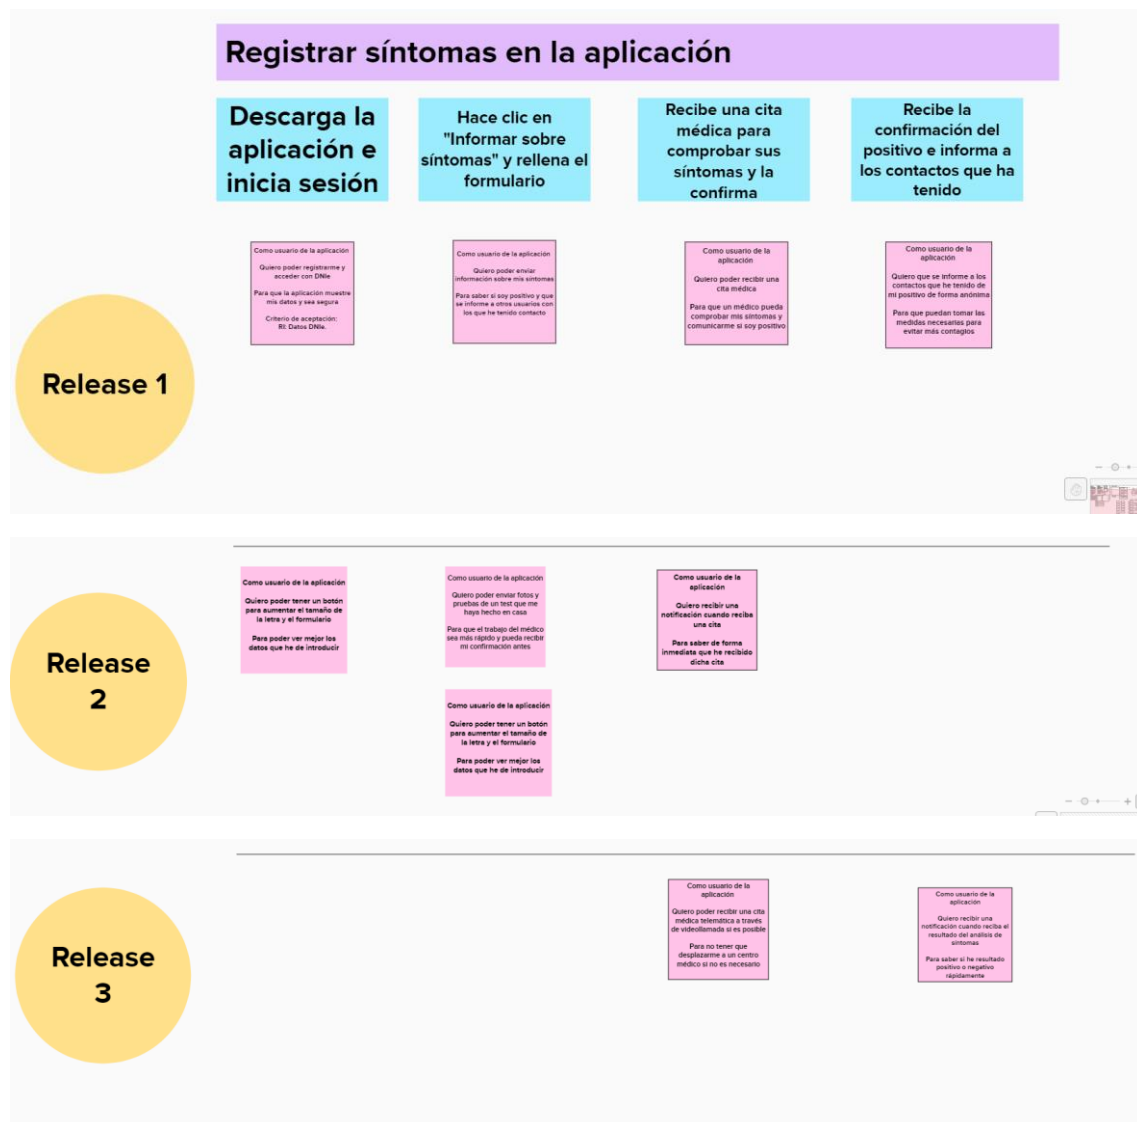 Registrar síntomas en la aplicación
Descarga la
aplicación e
inicia sesión
Hace clic en
"Informar sobre
síntomas" y rellena el
formulario
Recibe una cita
médica para
comprobar sus
síntomas y la
confirma
Recibe la
confirmación del
positivo e informa a
los contactos que ha
tenido
Como usuario de la aplicación
Quiero poder registrarme y
acceder con DNIe
Para que la aplicación muestre
mis datos y sea segura
Criterio de aceptación:
RI: Datos DNIe.
Como usuario de la aplicación
Quiero poder enviar
información sobre mis síntomas
Para saber si soy positivo y que
se informe a otros usuarios con
los que he tenido contacto
Como usuario de la
aplicación
Quiero poder recibir una
cita médica
Para que un médico pueda
comprobar mis síntomas y
comunicarme si soy positivo
Como usuario de la
aplicación
Quiero que se informe a los
contactos que he tenido de
mi positivo de forma anónima
Para que puedan tomar las
medidas necesarias para
evitar más contagios
Release 1
Como usuario de la aplicación
Quiero poder tener un botón
para aumentar el tamaño de
la letra y el formulario
Para poder ver mejor los
datos que he de introducir
Como usuario de la aplicación
Quiero poder enviar fotos y
pruebas de un test que me
haya hecho en casa
Para que el trabajo del médico
sea más rápido y pueda recibir
mi confirmación antes
Como usuario de la
aplicación
Quiero recibir una
notificación cuando reciba
una cita
Para saber de forma
inmediata que he recibido
dicha cita
Release
2
Como usuario de la aplicación
Quiero poder tener un botón
para aumentar el tamaño de
la letra y el formulario
Para poder ver mejor los
datos que he de introducir
Release
3
Como usuario de la
aplicación
Quiero poder recibir una cita
médica telemática a través
de videollamada si es posible
Para no tener que
desplazarme a un centro
médico si no es necesario
Como usuario de la
aplicación
Quiero recibir una
notificación cuando reciba el
resultado del análisis de
síntomas
Para saber si he resultado
positivo o negativo
rápidamente